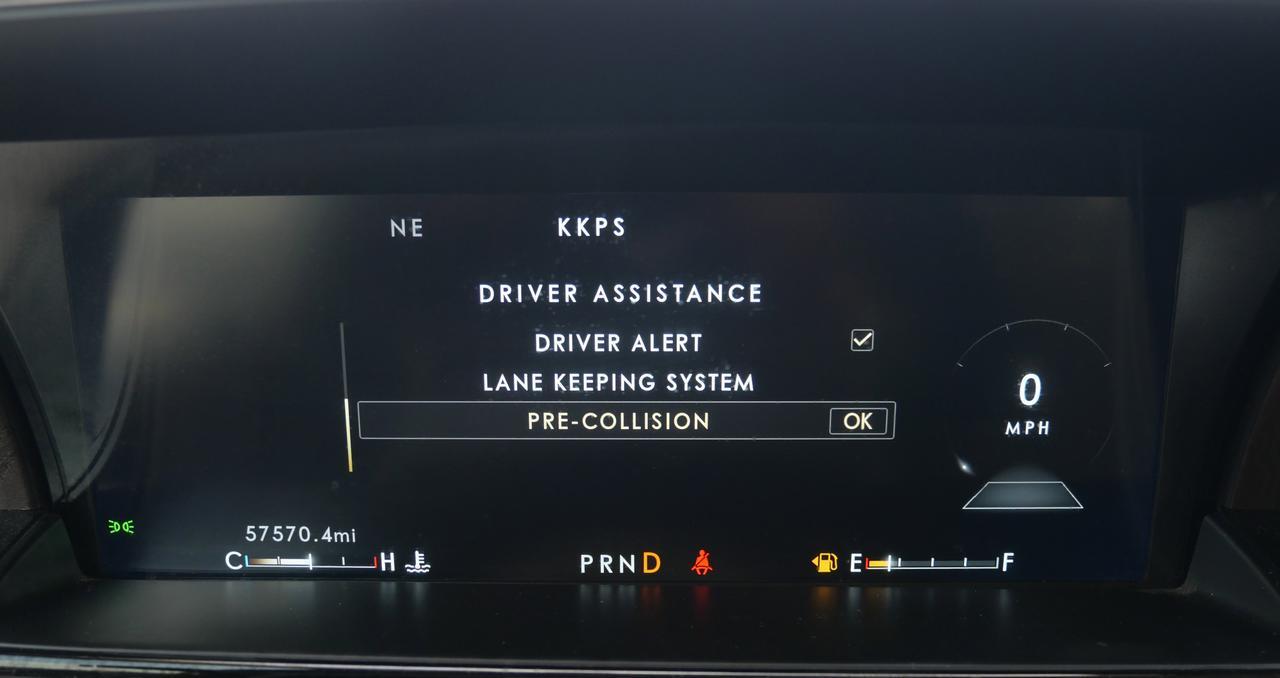 NE KKPS
DRIVER ASSISTANCE
DRIVER ALERT
LANE KEEPING SYSTEM
PRE-COLLISION OK
0
MPH
57570.4mi
C H PRND E F